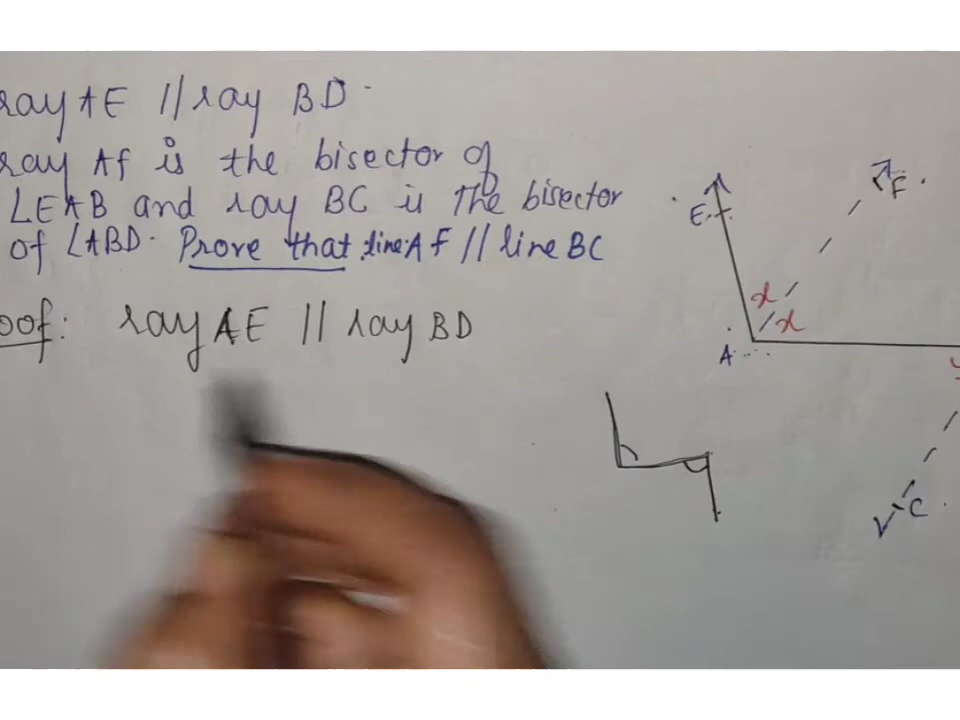 ray AE // ray BD.
ray AF is the bisector of
∠EAB and ray BC is The bisector
of ∠ABD. Prove that line AF // line BC
oof: ray AE // ray BD
E
F
x
x
A
C